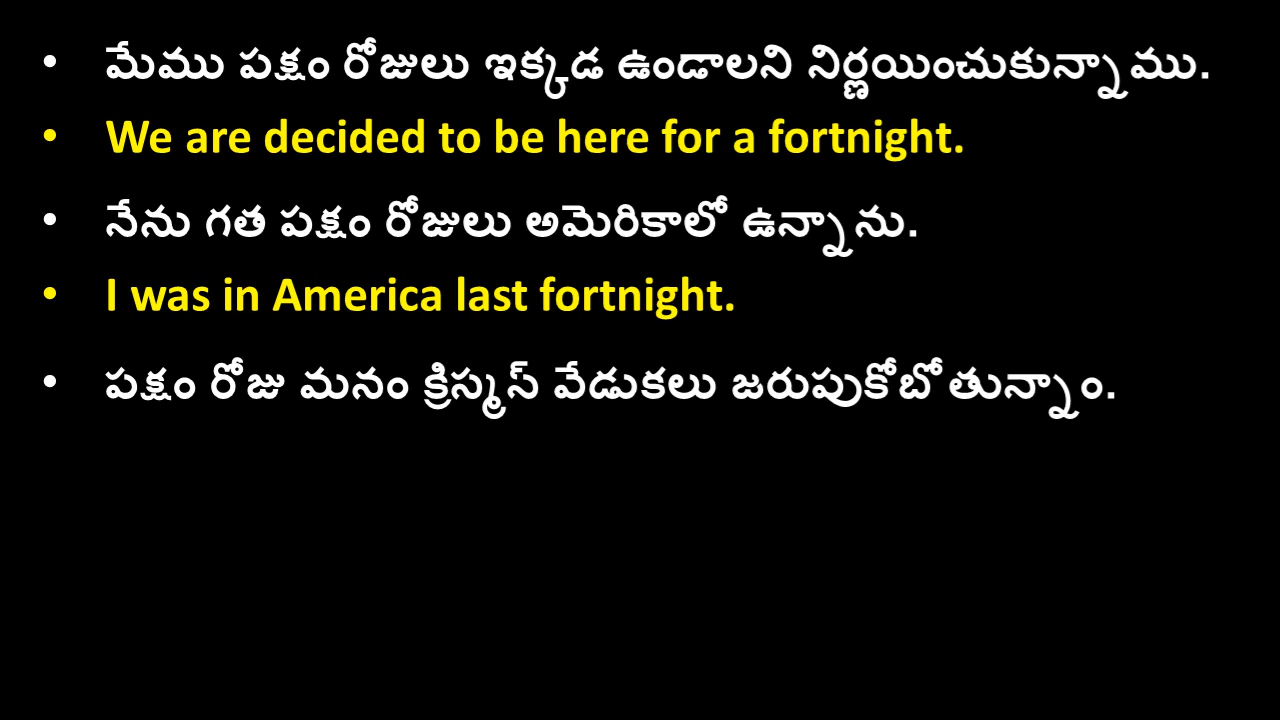 • మేము పక్షం రోజులు ఇక్కడ ఉండాలని నిర్ణయించుకున్నాము.
• We are decided to be here for a fortnight.
• నేను గత పక్షం రోజులు అమెరికాలో ఉన్నాను.
• I was in America last fortnight.
• పక్షం రోజు మనం క్రిస్మస్ వేడుకలు జరుపుకోబోతున్నాం.